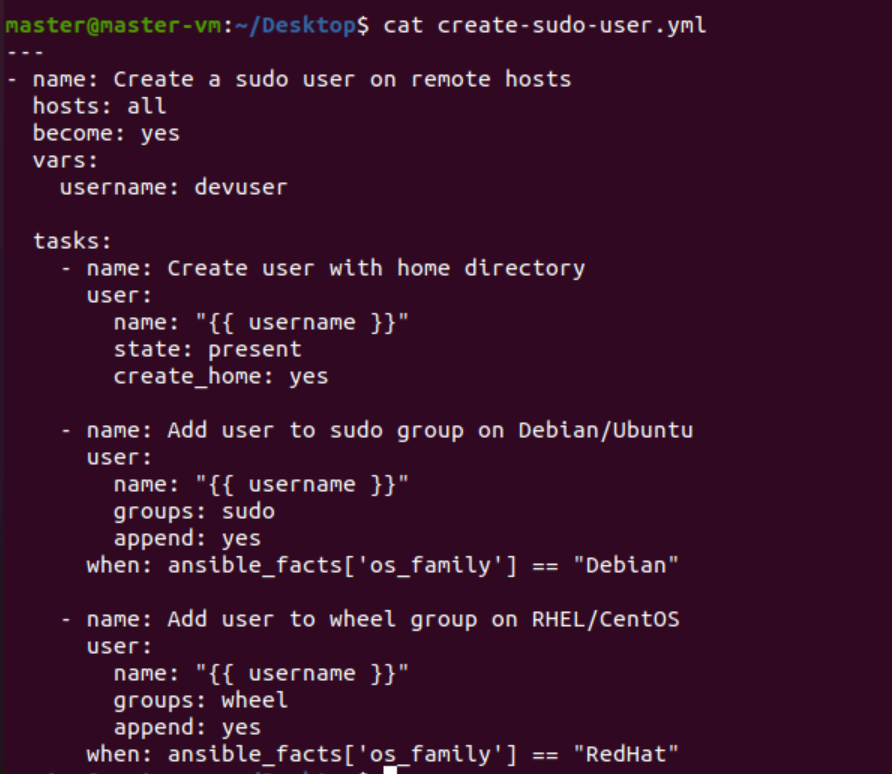 master@master-vm:~/Desktop$ cat create-sudo-user.yml
---
- name: Create a sudo user on remote hosts
  hosts: all
  become: yes
  vars:
    username: devuser

  tasks:
    - name: Create user with home directory
      user:
        name: "{{ username }}"
        state: present
        create_home: yes

    - name: Add user to sudo group on Debian/Ubuntu
      user:
        name: "{{ username }}"
        groups: sudo
        append: yes
      when: ansible_facts['os_family'] == "Debian"

    - name: Add user to wheel group on RHEL/CentOS
      user:
        name: "{{ username }}"
        groups: wheel
        append: yes
      when: ansible_facts['os_family'] == "RedHat"